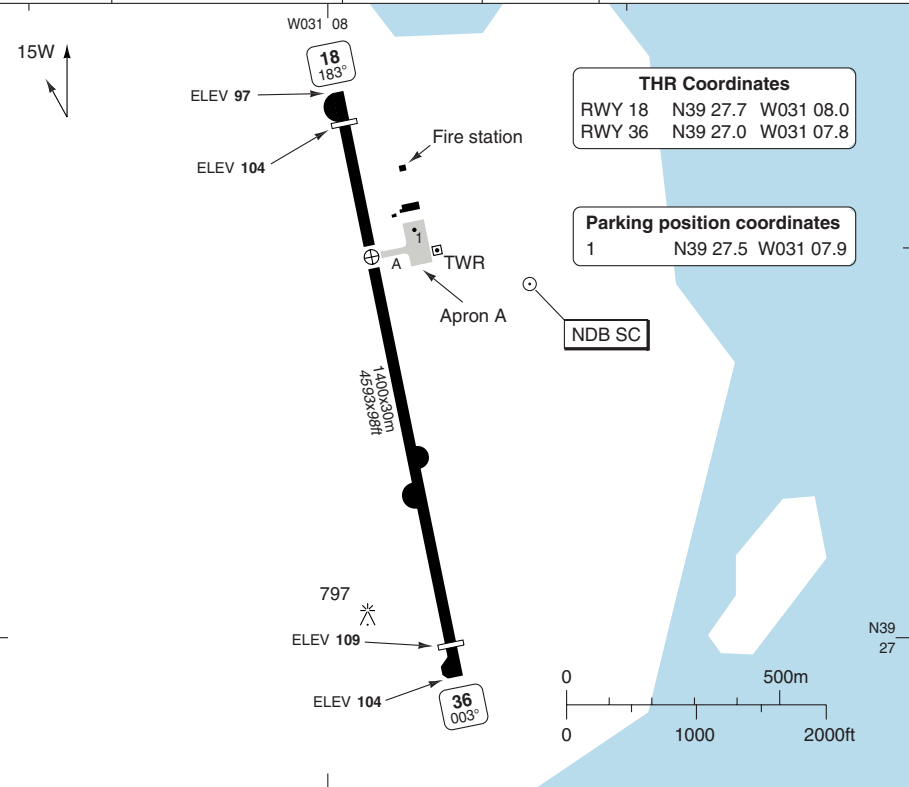 W031 08
15W
18
183°
ELEV 97
ELEV 104
Fire station
THR Coordinates
RWY 18 N39 27.7 W031 08.0
RWY 36 N39 27.0 W031 07.8
Parking position coordinates
1 N39 27.5 W031 07.9
1
A
TWR
Apron A
NDB SC
1400x30m
4593x98ft
797
ELEV 109
ELEV 104
36
003°
N39
27
0 500m
0 1000 2000ft